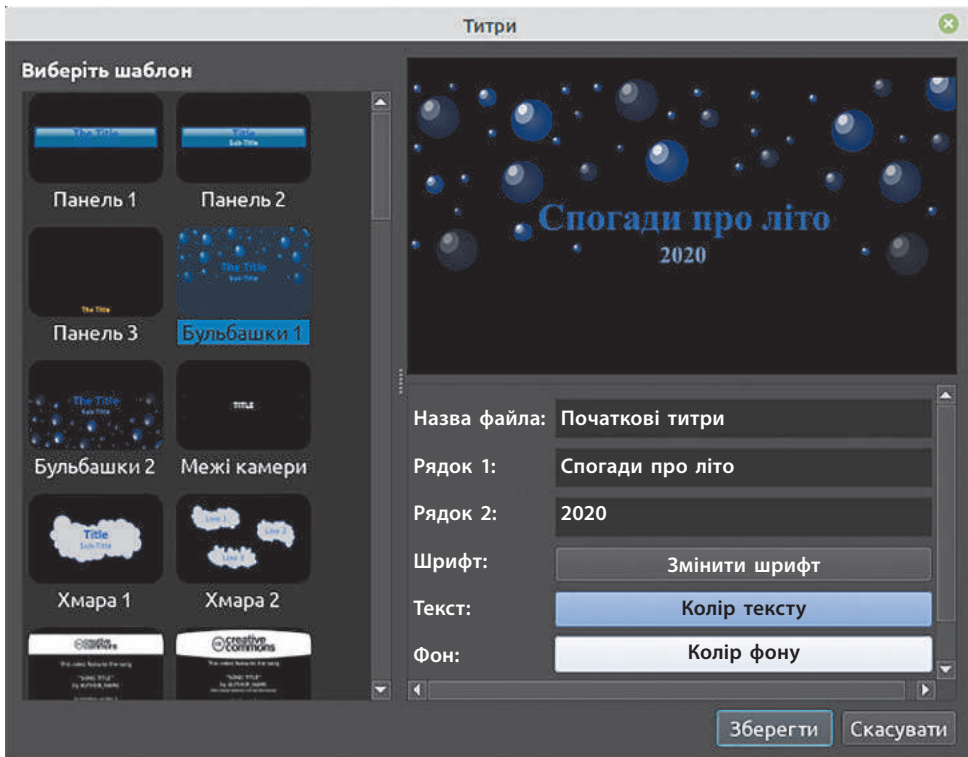 Титри
Виберіть шаблон
The Title
Title
Sub-Title
Панель 1
Панель 2
The Title
The Title
Sub-Title
Панель 3
Бульбашки 1
The Title
Sub-Title
TITLE
Бульбашки 2
Межі камери
Title
Sub-Title
Line 1
Line 2
Line 3
Хмара 1
Хмара 2
creative
commons
creative
commons
Спогади про літо
2020
Назва файла: Початкові титри
Рядок 1: Спогади про літо
Рядок 2: 2020
Шрифт: Змінити шрифт
Текст: Колір тексту
Фон: Колір фону
Зберегти Скасувати